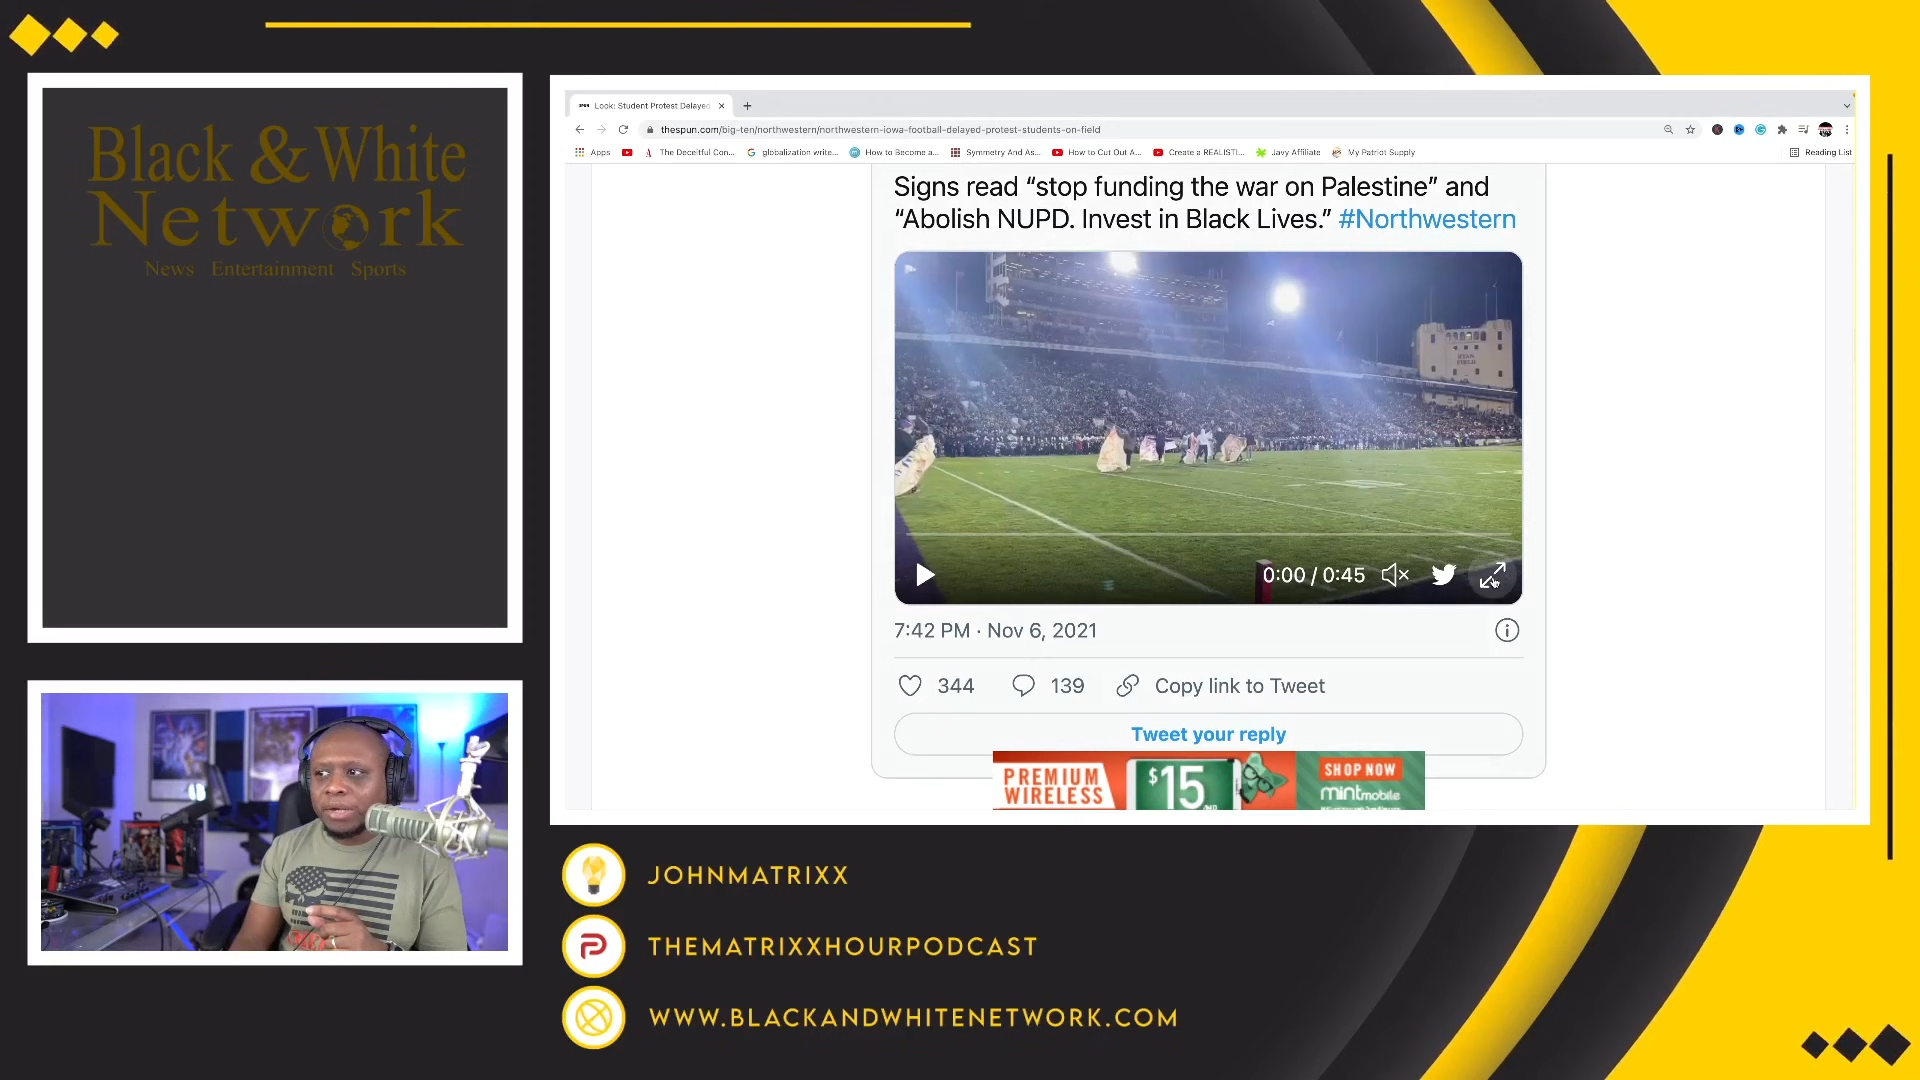 Black & White
Network
News Entertainment Sports
Look: Student Protest Delayed
thespun.com/big-ten/northwestern/northwestern-iowa-football-delayed-protest-students-on-field
Apps
The Deceitful Con...
globalization write...
How to Become a...
Symmetry And As...
How to Cut Out A...
Create a REALISTI...
Javy Affiliate
My Patriot Supply
Reading List
Signs read “stop funding the war on Palestine” and
“Abolish NUPD. Invest in Black Lives.” #Northwestern
0:00 / 0:45
7:42 PM · Nov 6, 2021
344
139
Copy link to Tweet
Tweet your reply
PREMIUM
WIRELESS
$15
SHOP NOW
mintmobile
JOHNMATRIXX
THEMATRIXXHOURPODCAST
WWW.BLACKANDWHITENETWORK.COM